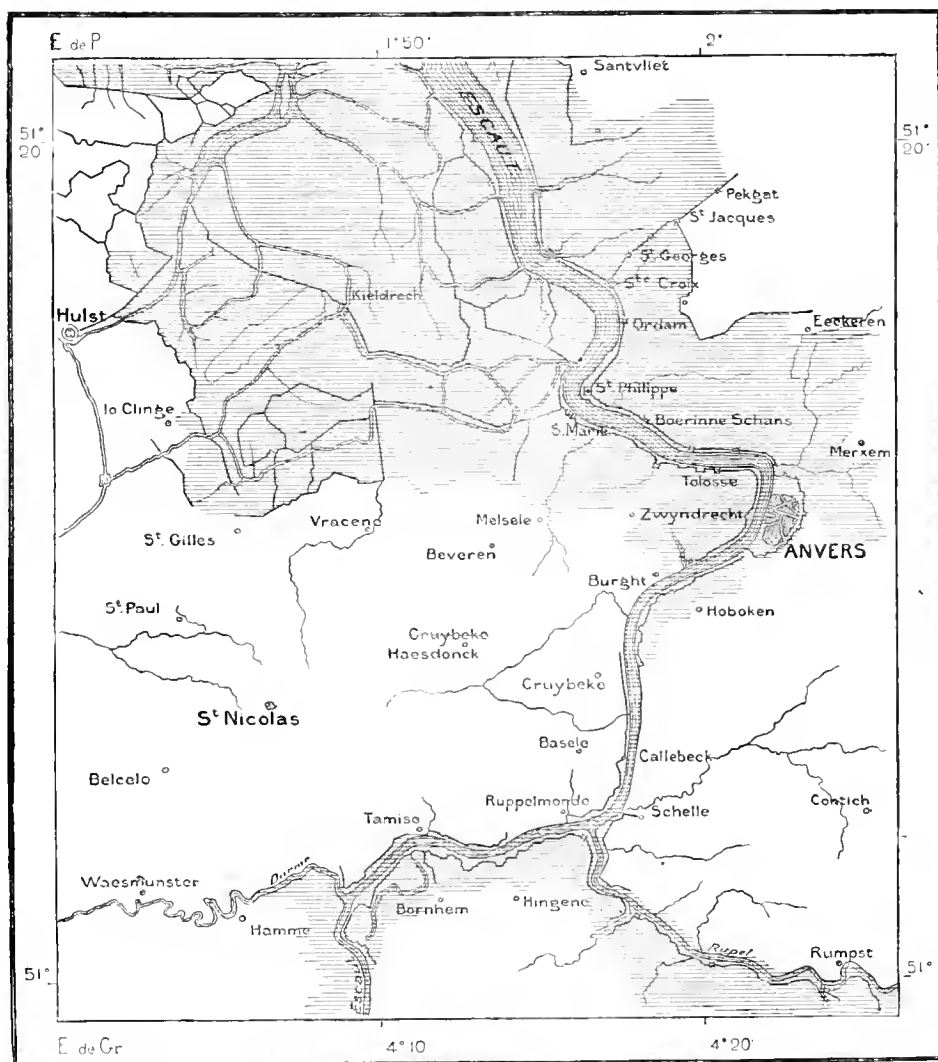 E de P
1°50'
2°
Santvliet
51°
20
51°
20'
ESCAUT
Pekgat
St Jacques
St Georges
Ste Croix
Kieldrech
Hulst
Ordam
Eeckeren
St Philippe
la Clinge
S. Marie
Boerinne Schans
Merxem
Tolosse
Vracene
Melsele
Zwyndrecht
St. Gilles
Beveren
ANVERS
Burght
St. Paul
Hoboken
Cruybeke
Haesdonck
Cruybeke
St Nicolas
Basele
Callebeck
Belcelo
Ruppelmonde
Schelle
Contich
Tamise
Durme
Waesmunster
Bornhem
Hingene
Hamme
Rupel
Rumpst
Escaut
51°
51°
E de Gr
4°10'
4°20'